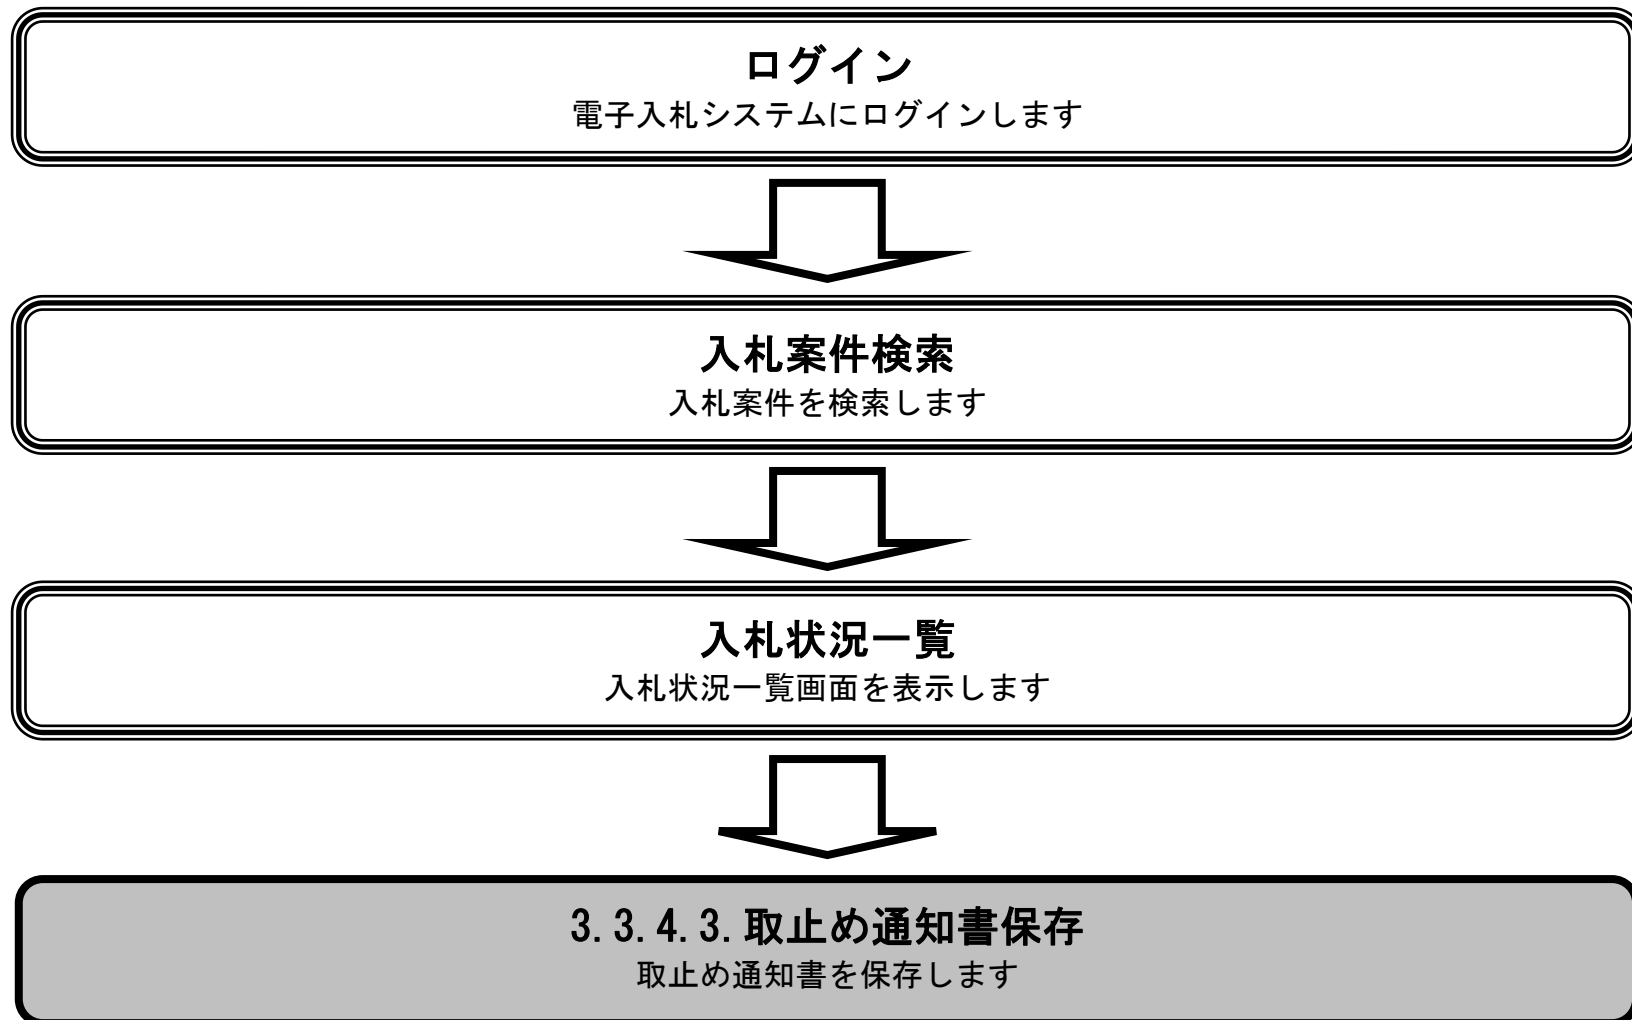 ログイン
電子入札システムにログインします
入札案件検索
入札案件を検索します
入札状況一覧
入札状況一覧画面を表示します
3.3.4.3.取止め通知書保存
取止め通知書を保存します